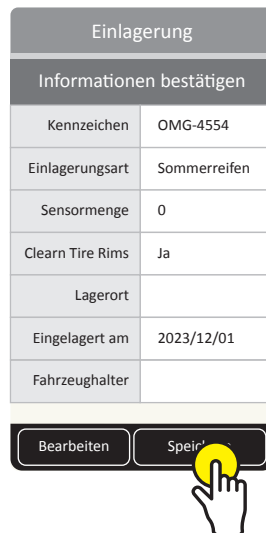 Einlagerung
Informationen bestätigen
Kennzeichen OMG-4554
Einlagerungsart Sommerreifen
Sensormenge 0
Clearn Tire Rims Ja
Lagerort
Eingelagert am 2023/12/01
Fahrzeughalter
Bearbeiten